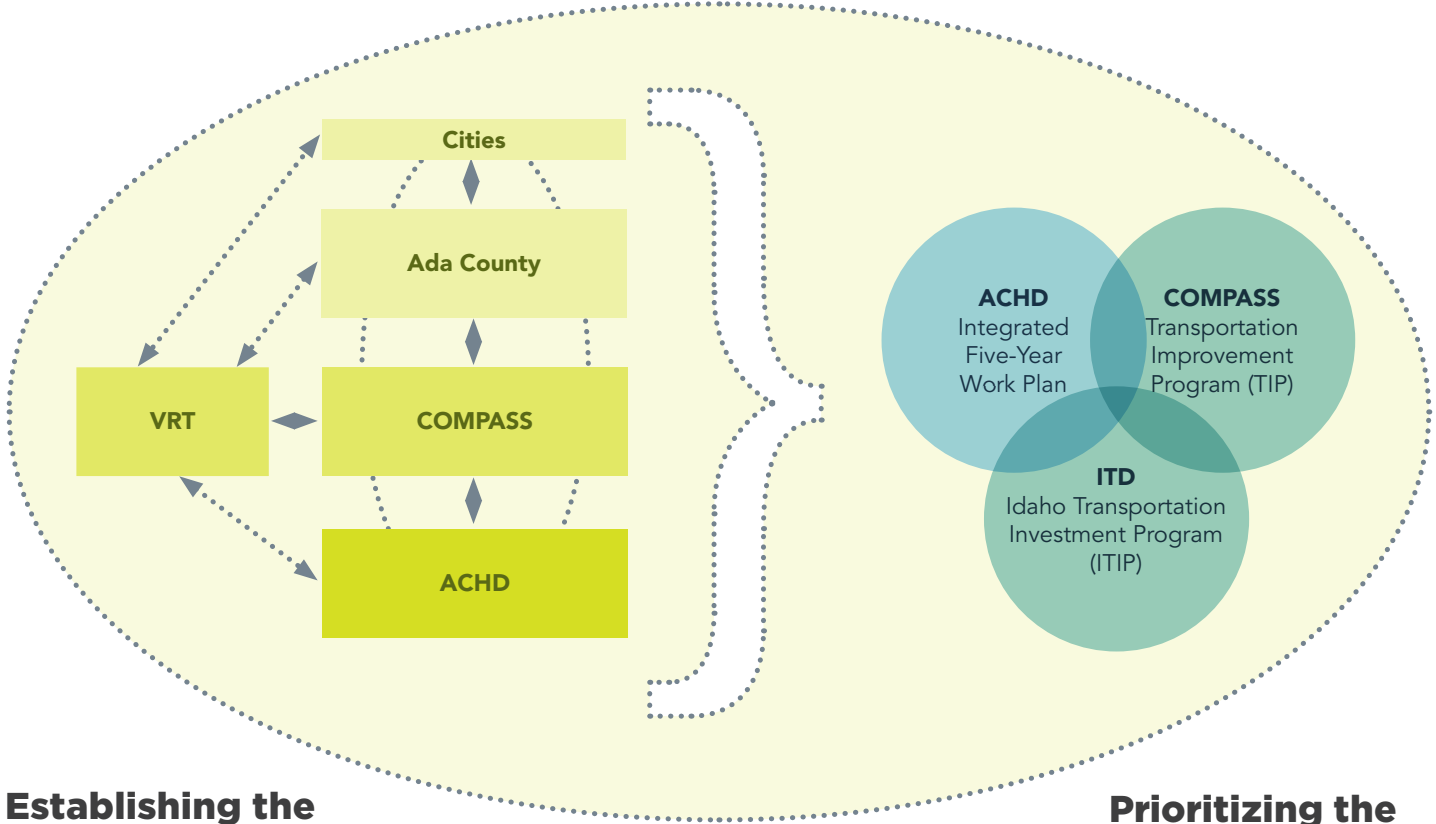 Cities
Ada County
VRT
COMPASS
ACHD
ACHD
Integrated
Five-Year
Work Plan
COMPASS
Transportation
Improvement
Program (TIP)
ITD
Idaho Transportation
Investment Program
(ITIP)
Establishing the
Prioritizing the